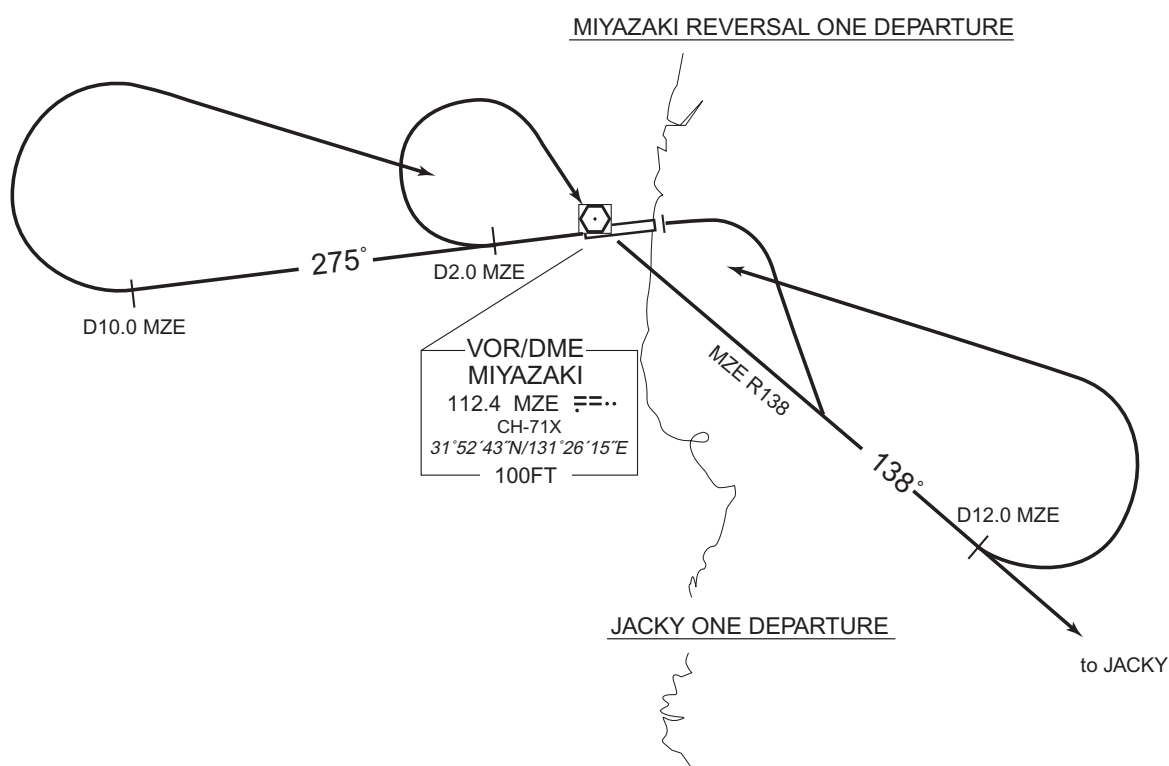 MIYAZAKI REVERSAL ONE DEPARTURE
275°
D2.0 MZE
D10.0 MZE
VOR/DME
MIYAZAKI
112.4 MZE
CH-71X
31°52′43″N/131°26′15″E
100FT
MZE R138
138°
D12.0 MZE
JACKY ONE DEPARTURE
to JACKY